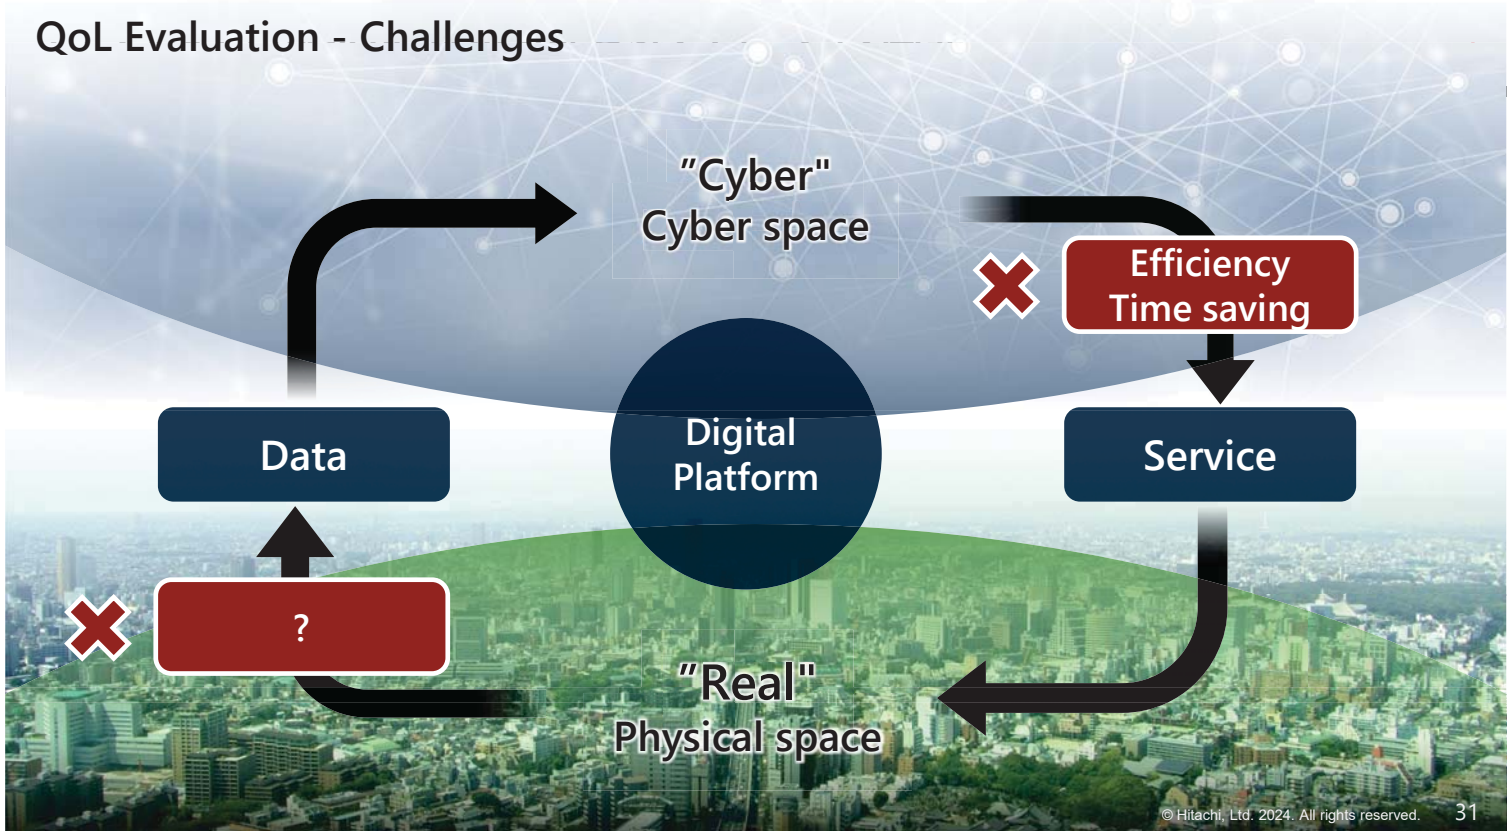 QoL Evaluation - Challenges
”Cyber"
Cyber space
Efficiency
Time saving
Data
Digital
Platform
Service
?
”Real"
Physical space
© Hitachi, Ltd. 2024. All rights reserved.
31